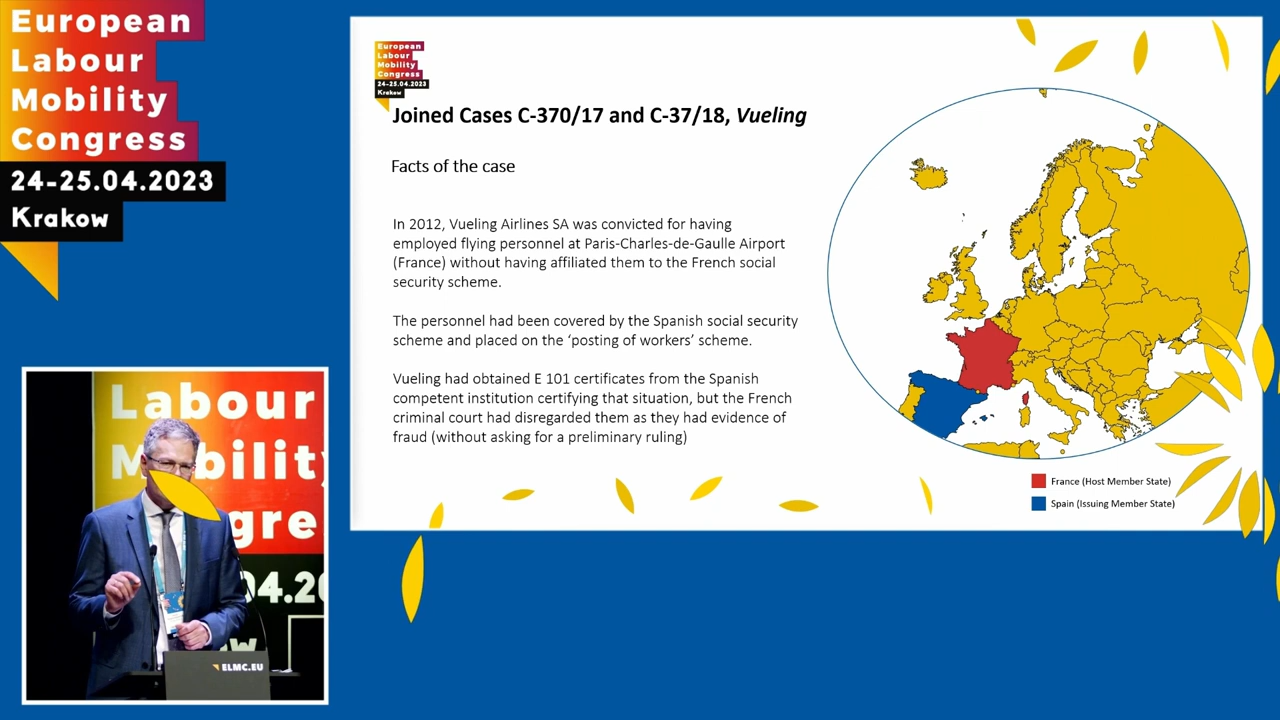 European
Labour
Mobility
Congress
24-25.04.2023
Krakow
European
Labour
Mobility
Congress
24-25.04.2023
Krakow
Joined Cases C-370/17 and C-37/18, Vueling
Facts of the case
In 2012, Vueling Airlines SA was convicted for having
employed flying personnel at Paris-Charles-de-Gaulle Airport
(France) without having affiliated them to the French social
security scheme.
The personnel had been covered by the Spanish social security
scheme and placed on the ‘posting of workers’ scheme.
Vueling had obtained E 101 certificates from the Spanish
competent institution certifying that situation, but the French
criminal court had disregarded them as they had evidence of
fraud (without asking for a preliminary ruling)
France (Host Member State)
Spain (Issuing Member State)
Labour
M bility
ngre
04.20
ow
ELMC.EU